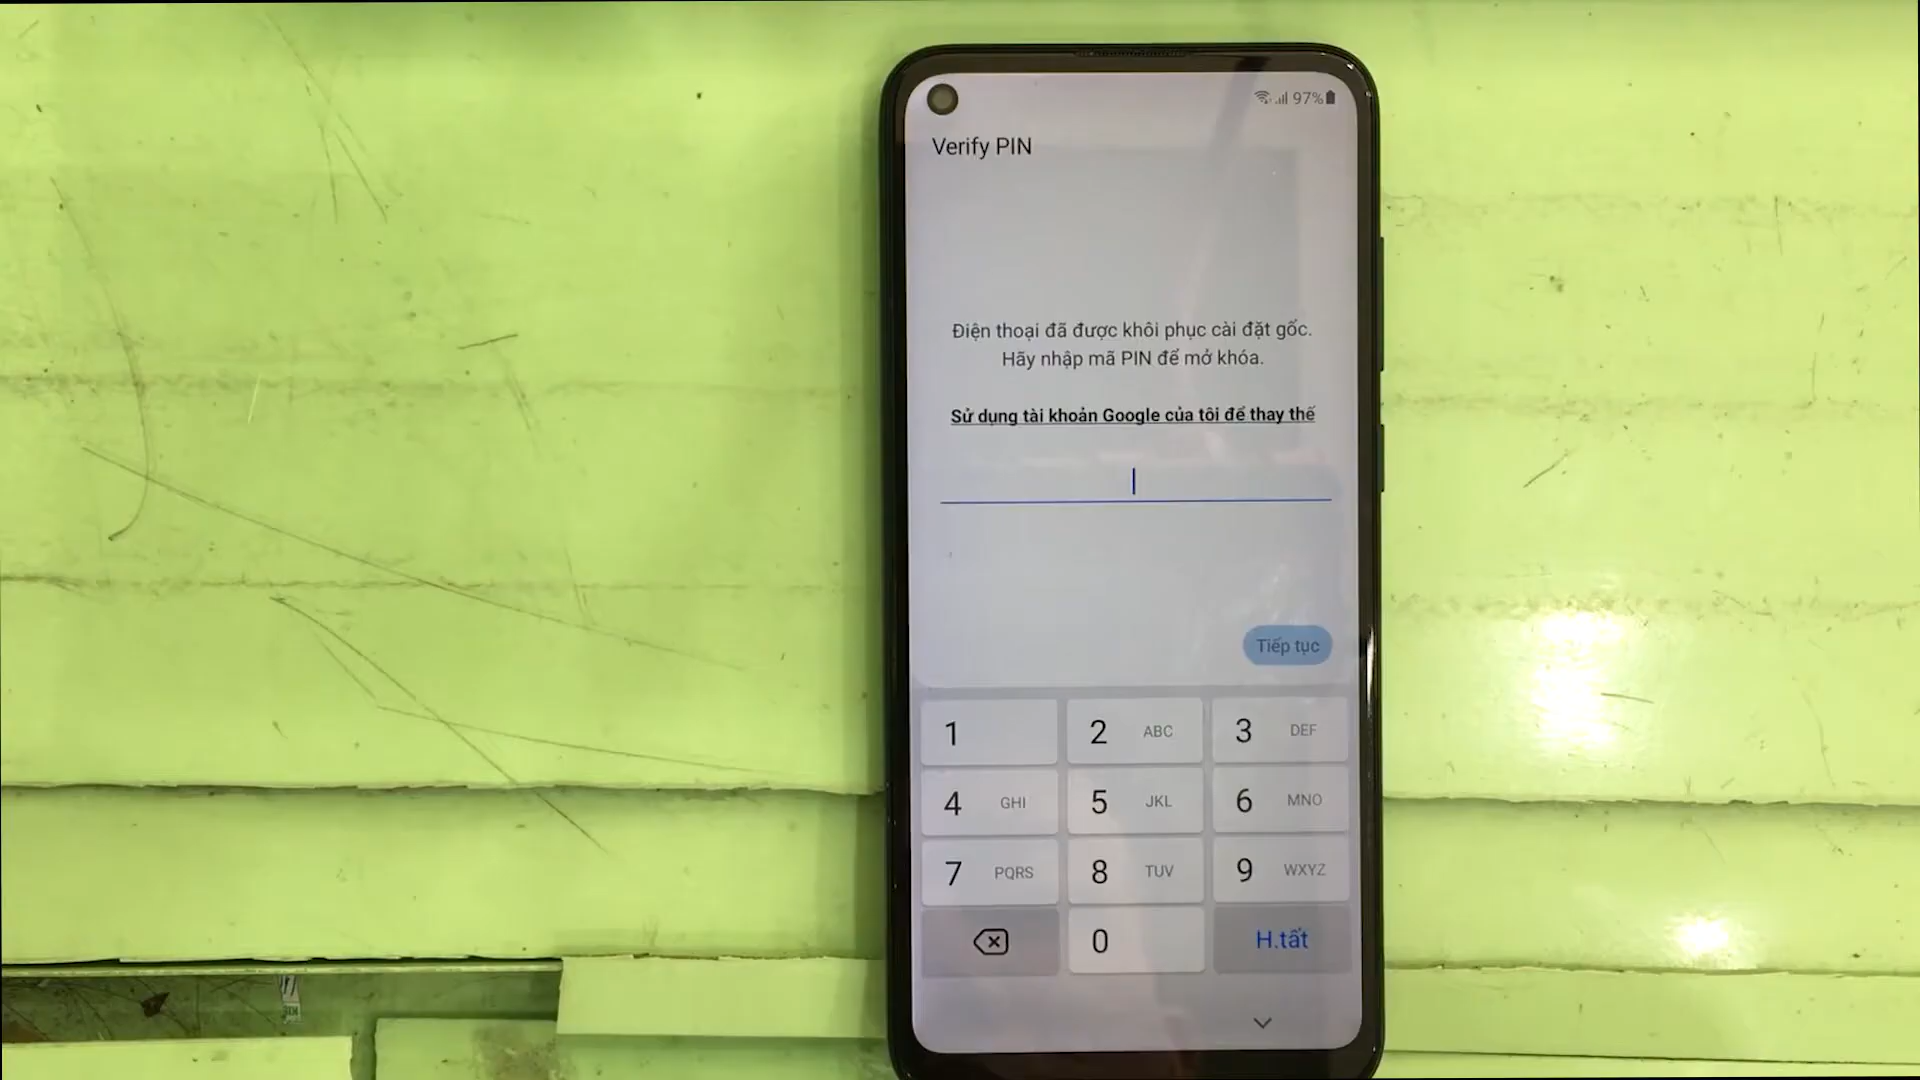 97%
Verify PIN
Điện thoại đã được khôi phục cài đặt gốc.
Hãy nhập mã PIN để mở khóa.
Sử dụng tài khoản Google của tôi để thay thế
Tiếp tục
1
2 ABC
3 DEF
4 GHI
5 JKL
6 MNO
7 PQRS
8 TUV
9 WXYZ
0
H.tất